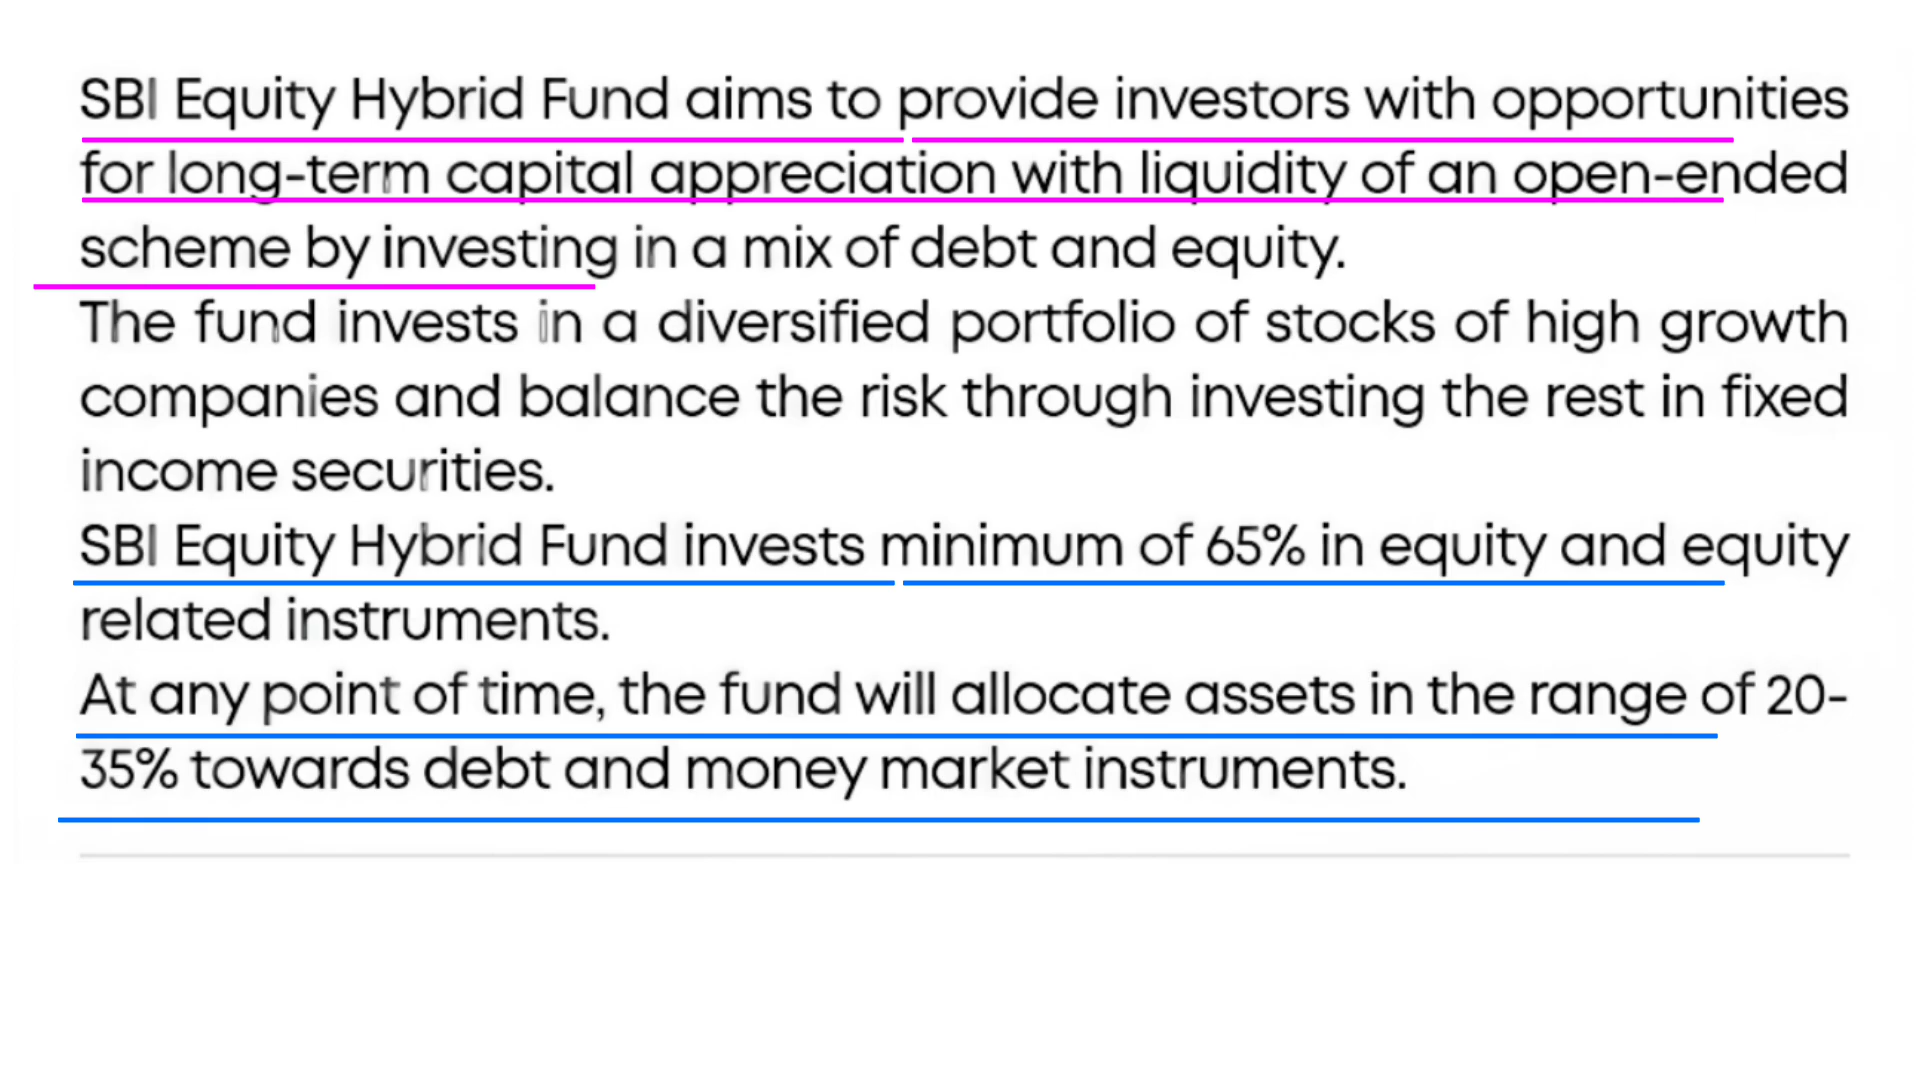 SBI Equity Hybrid Fund aims to provide investors with opportunities
for long-term capital appreciation with liquidity of an open-ended
scheme by investing in a mix of debt and equity.
The fund invests in a diversified portfolio of stocks of high growth
companies and balance the risk through investing the rest in fixed
income securities.
SBI Equity Hybrid Fund invests minimum of 65% in equity and equity
related instruments.
At any point of time, the fund will allocate assets in the range of 20-
35% towards debt and money market instruments.